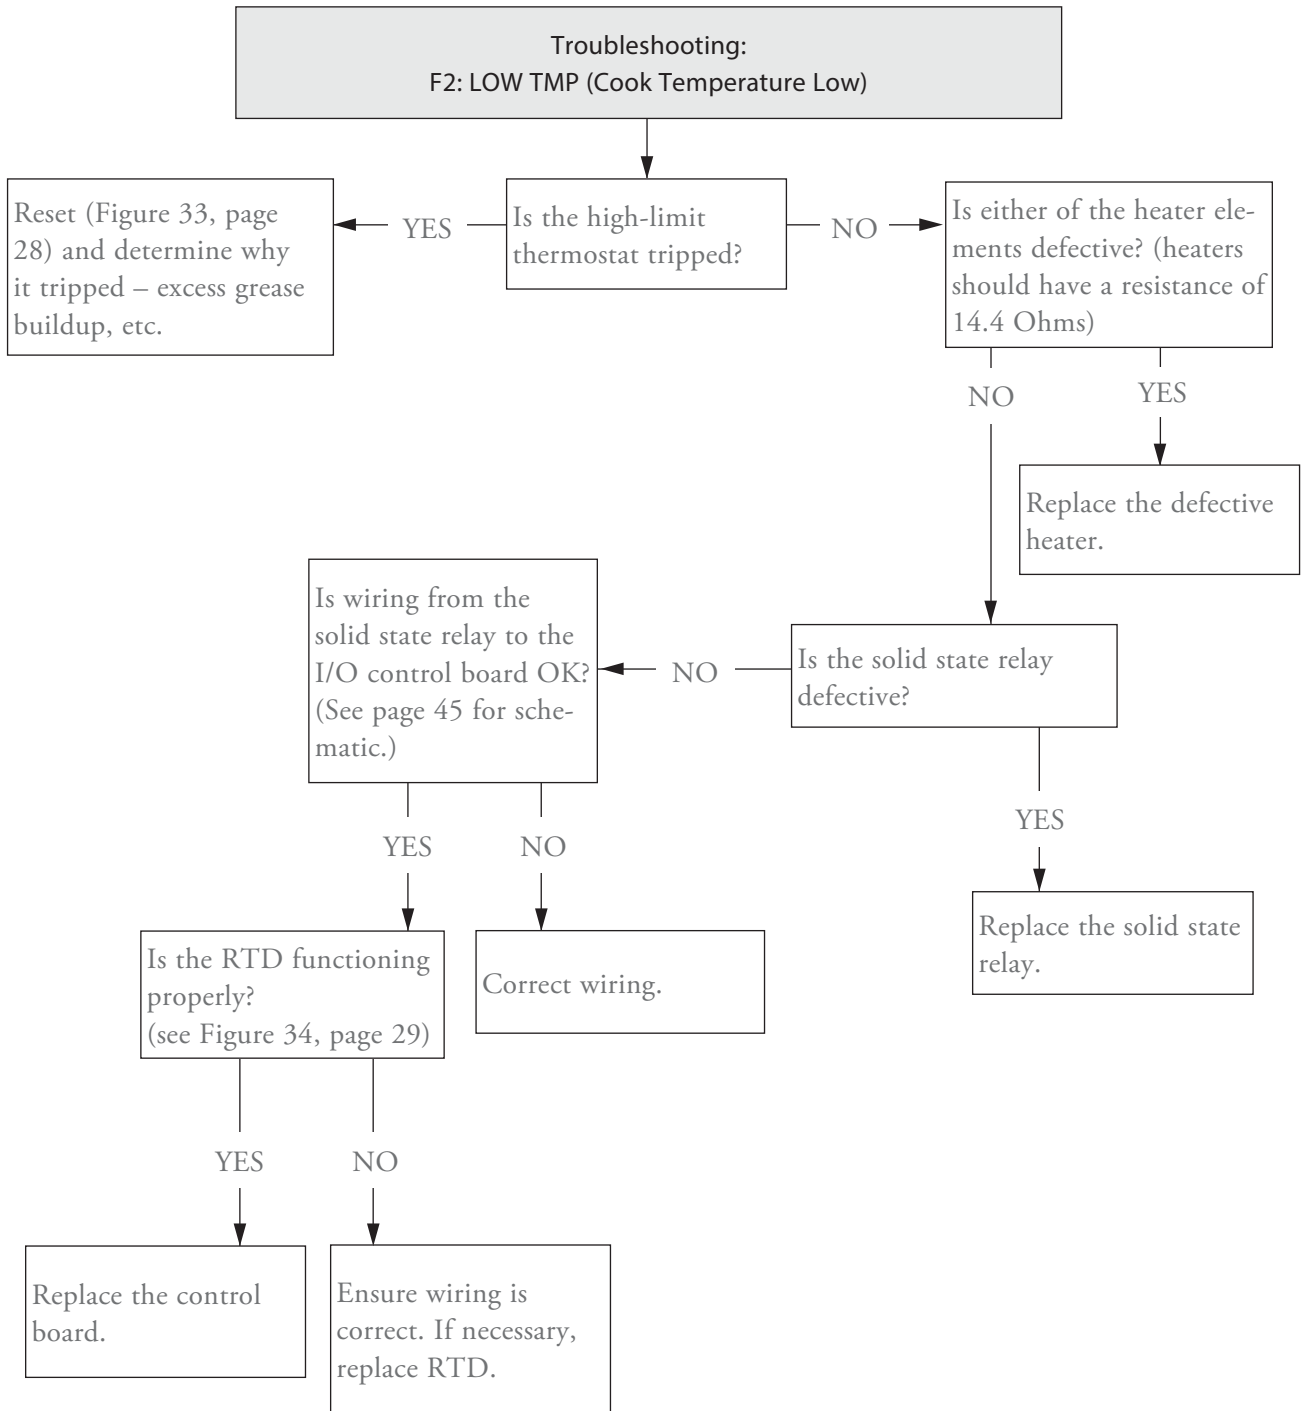 Troubleshooting:
F2: LOW TMP (Cook Temperature Low)
Reset (Figure 33, page
28) and determine why
it tripped – excess grease
buildup, etc.
YES
Is the high-limit
thermostat tripped?
NO
Is either of the heater ele-
ments defective? (heaters
should have a resistance of
14.4 Ohms)
NO
YES
Replace the defective
heater.
Is wiring from the
solid state relay to the
I/O control board OK?
(See page 45 for sche-
matic.)
NO
Is the solid state relay
defective?
YES
NO
YES
Replace the solid state
relay.
Is the RTD functioning
properly?
(see Figure 34, page 29)
Correct wiring.
YES
NO
Replace the control
board.
Ensure wiring is
correct. If necessary,
replace RTD.